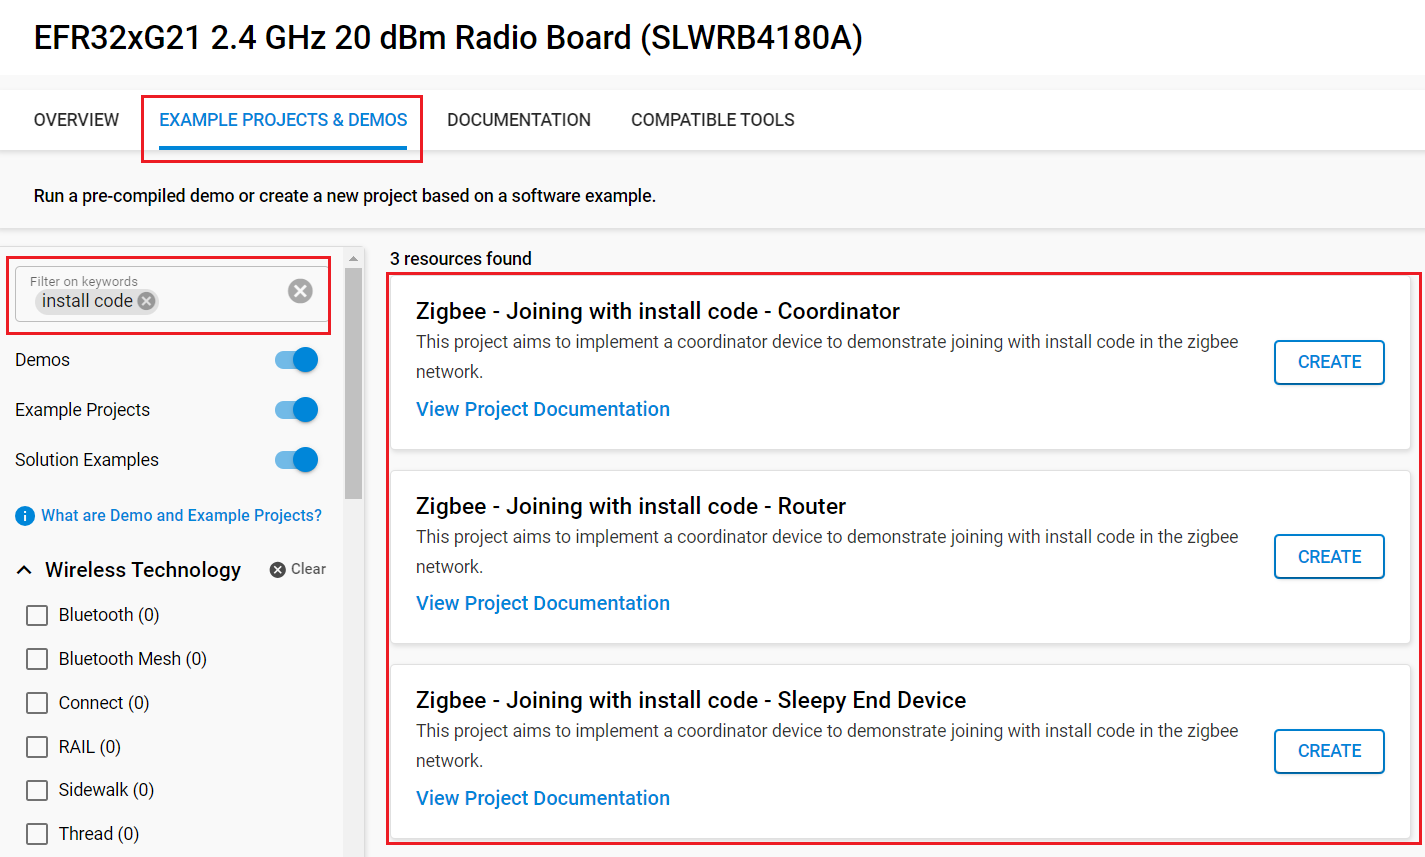 EFR32xG21 2.4 GHz 20 dBm Radio Board (SLWRB4180A)
OVERVIEW
EXAMPLE PROJECTS & DEMOS
DOCUMENTATION
COMPATIBLE TOOLS
Run a pre-compiled demo or create a new project based on a software example.
Filter on keywords
install code
Demos
Example Projects
Solution Examples
What are Demo and Example Projects?
Wireless Technology
Clear
Bluetooth (0)
Bluetooth Mesh (0)
Connect (0)
RAIL (0)
Sidewalk (0)
Thread (0)
3 resources found
Zigbee - Joining with install code - Coordinator
This project aims to implement a coordinator device to demonstrate joining with install code in the zigbee
network.
View Project Documentation
CREATE
Zigbee - Joining with install code - Router
This project aims to implement a coordinator device to demonstrate joining with install code in the zigbee
network.
View Project Documentation
CREATE
Zigbee - Joining with install code - Sleepy End Device
This project aims to implement a coordinator device to demonstrate joining with install code in the zigbee
network.
View Project Documentation
CREATE